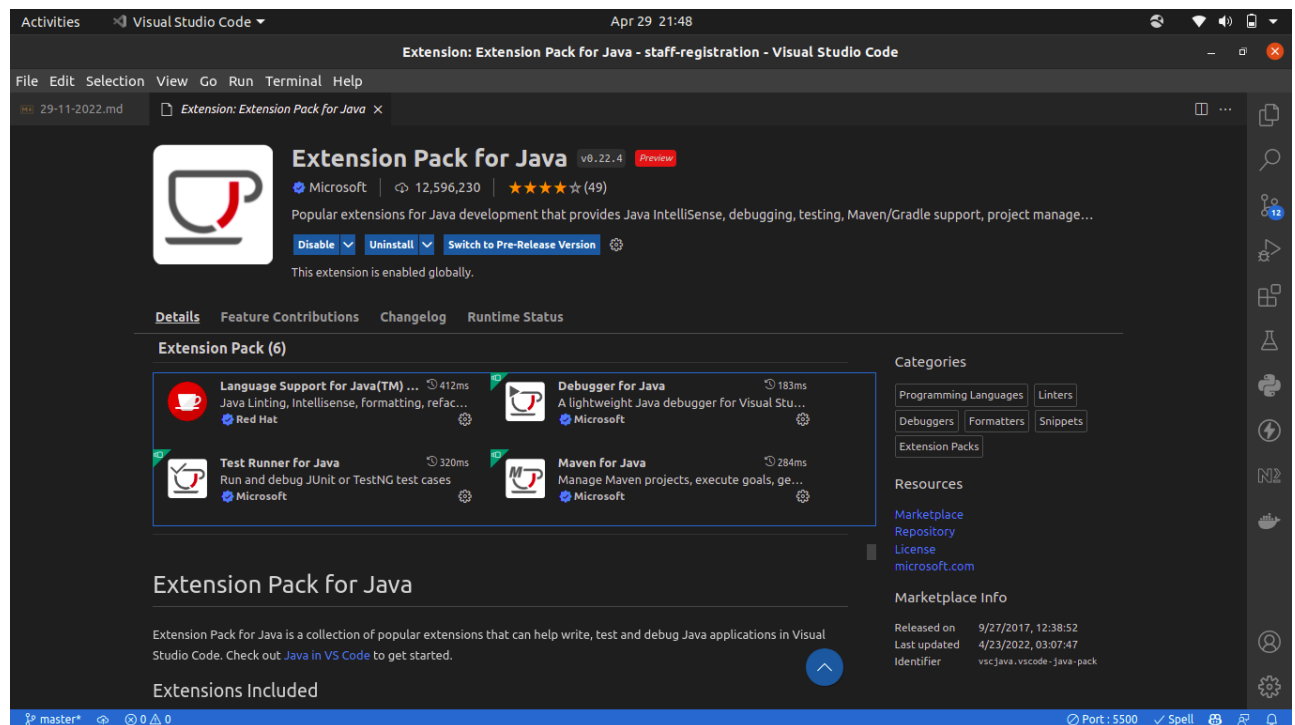 Activities Visual Studio Code Apr 29 21:48
Extension: Extension Pack for Java - staff-registration - Visual Studio Code
File Edit Selection View Go Run Terminal Help
29-11-2022.md Extension: Extension Pack for Java
Extension Pack for Java v0.22.4 Preview
Microsoft 12,596,230 (49)
Popular extensions for Java development that provides Java IntelliSense, debugging, testing, Maven/Gradle support, project manage...
Disable Uninstall Switch to Pre-Release Version
This extension is enabled globally.
Details Feature Contributions Changelog Runtime Status
Extension Pack (6)
Language Support for Java(TM) ... 412ms
Java Linting, Intellisense, formatting, refac...
Red Hat
Debugger for Java 183ms
A lightweight Java debugger for Visual Stu...
Microsoft
Test Runner for Java 320ms
Run and debug JUnit or TestNG test cases
Microsoft
Maven for Java 284ms
Manage Maven projects, execute goals, ge...
Microsoft
Extension Pack for Java
Extension Pack for Java is a collection of popular extensions that can help write, test and debug Java applications in Visual
Studio Code. Check out Java in VS Code to get started.
Extensions Included
Categories
Programming Languages Linters
Debuggers Formatters Snippets
Extension Packs
Resources
Marketplace
Repository
License
microsoft.com
Marketplace Info
Released on 9/27/2017, 12:38:52
Last updated 4/23/2022, 03:07:47
Identifier vscjava.vscode-java-pack
12
master* 0 0 Port : 5500 Spell